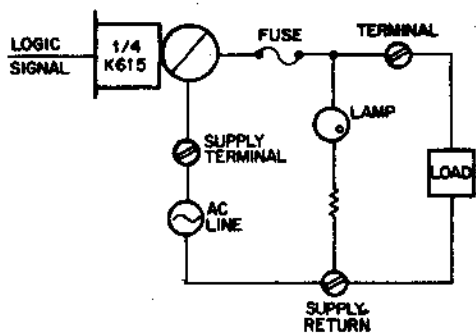 LOGIC
SIGNAL
1/4
K615
FUSE
TERMINAL
LAMP
SUPPLY
TERMINAL
LOAD
AC
LINE
SUPPLY
RETURN